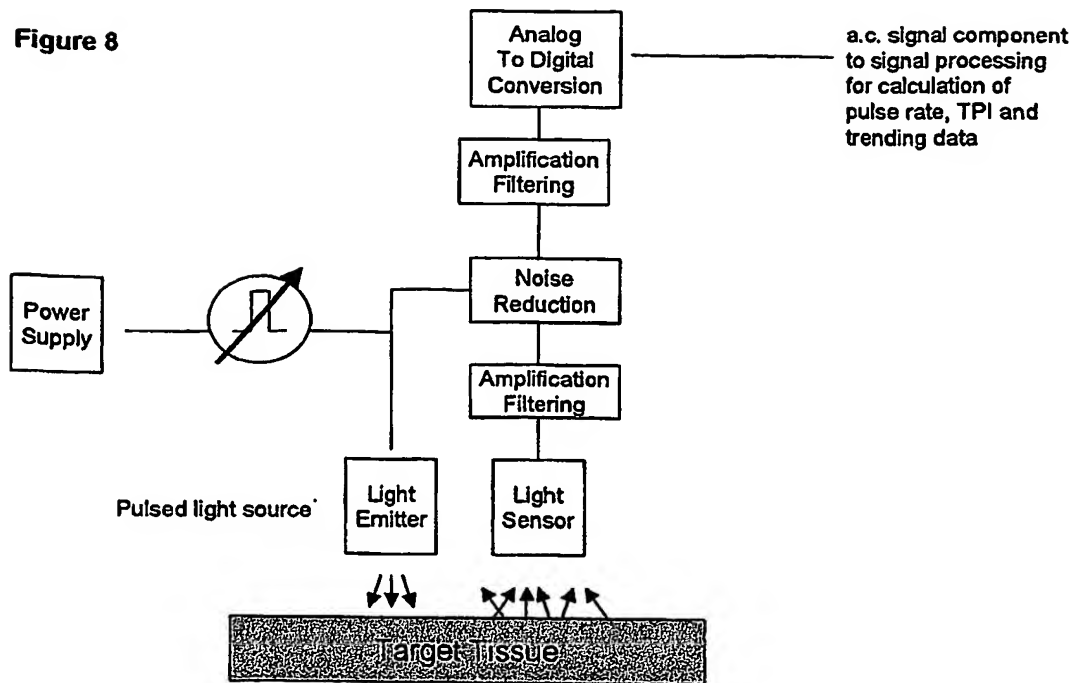 Figure 8
Analog
To Digital
Conversion
a.c. signal component
to signal processing
for calculation of
pulse rate, TPI and
trending data
Amplification
Filtering
Noise
Reduction
Power
Supply
Amplification
Filtering
Pulsed light source
Light
Emitter
Light
Sensor
Target Tissue